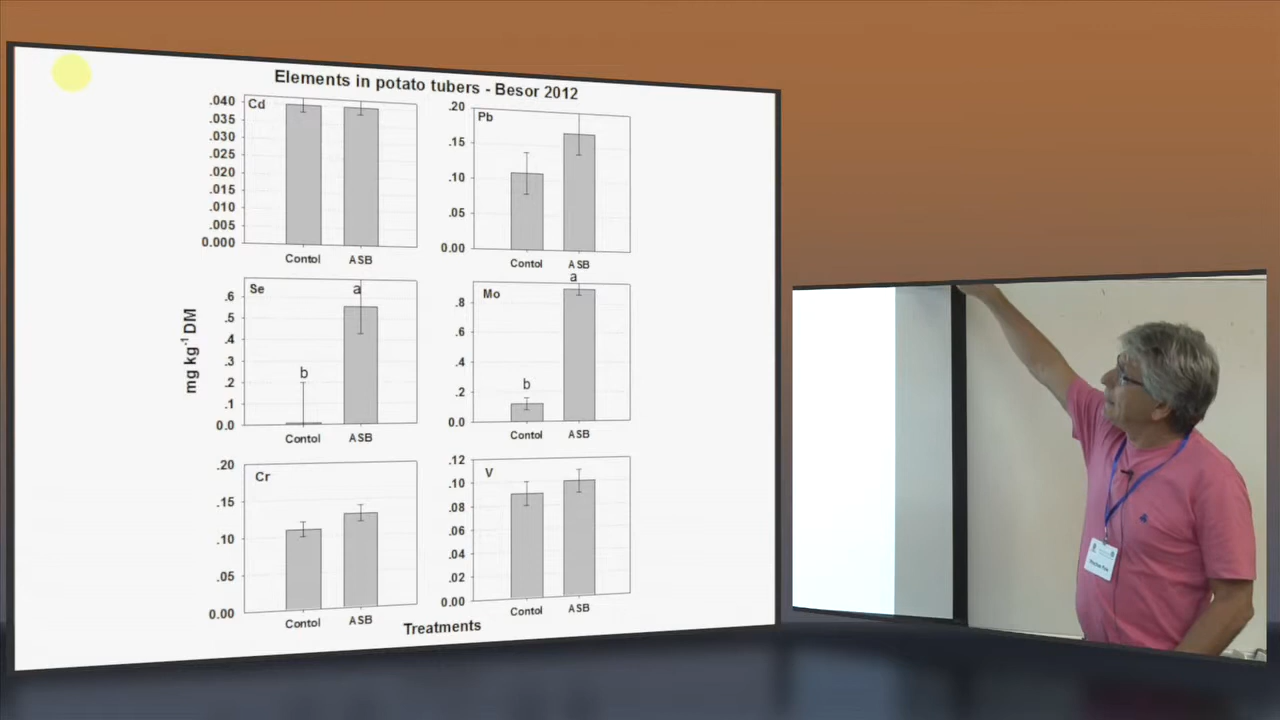 Elements in potato tubers - Besor 2012
Cd
.040
.035
.030
.025
.020
.015
.010
.005
0.000
Contol
ASB
Pb
.20
.15
.10
.05
0.00
Contol
ASB
Se
.6
.5
.4
.3
.2
.1
0.0
b
a
Contol
ASB
Mo
.8
.6
.4
.2
0.0
b
a
Contol
ASB
Cr
.20
.15
.10
.05
0.00
Contol
ASB
V
.12
.10
.08
.06
.04
.02
0.00
Contol
ASB
mg kg-1 DM
Treatments